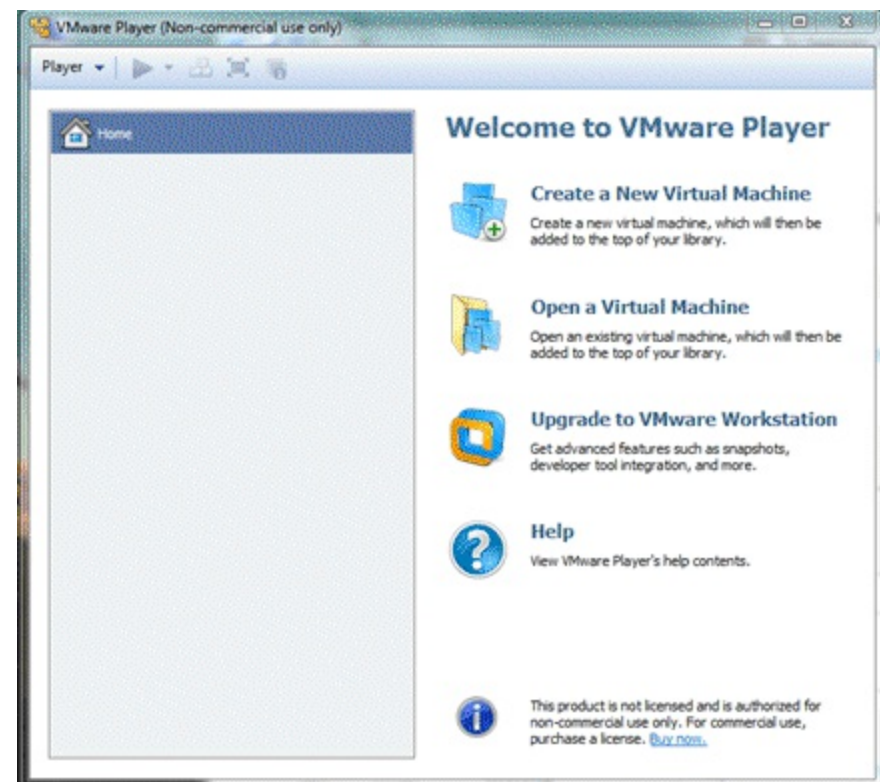 VMware Player (Non-commercial use only)
Player
Home
Welcome to VMware Player
Create a New Virtual Machine
Create a new virtual machine, which will then be
added to the top of your library.
Open a Virtual Machine
Open an existing virtual machine, which will then be
added to the top of your library.
Upgrade to VMware Workstation
Get advanced features such as snapshots,
developer tool integration, and more.
Help
View VMware Player's help contents.
This product is not licensed and is authorized for
non-commercial use only. For commercial use,
purchase a license. Buy now.